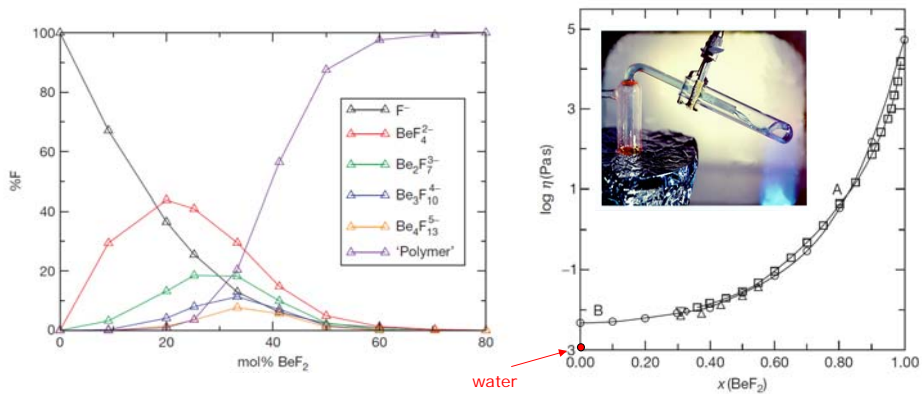 100
80
60
40
20
0
%F
0
20
40
60
80
mol% BeF₂
F⁻
BeF₄²⁻
Be₂F₇³⁻
Be₃F₁₀⁴⁻
Be₄F₁₃⁵⁻
'Polymer'
5
3
1
−1
3
log η (Pas)
A
B
0.00
0.20
0.40
0.60
0.80
1.00
x(BeF₂)
water